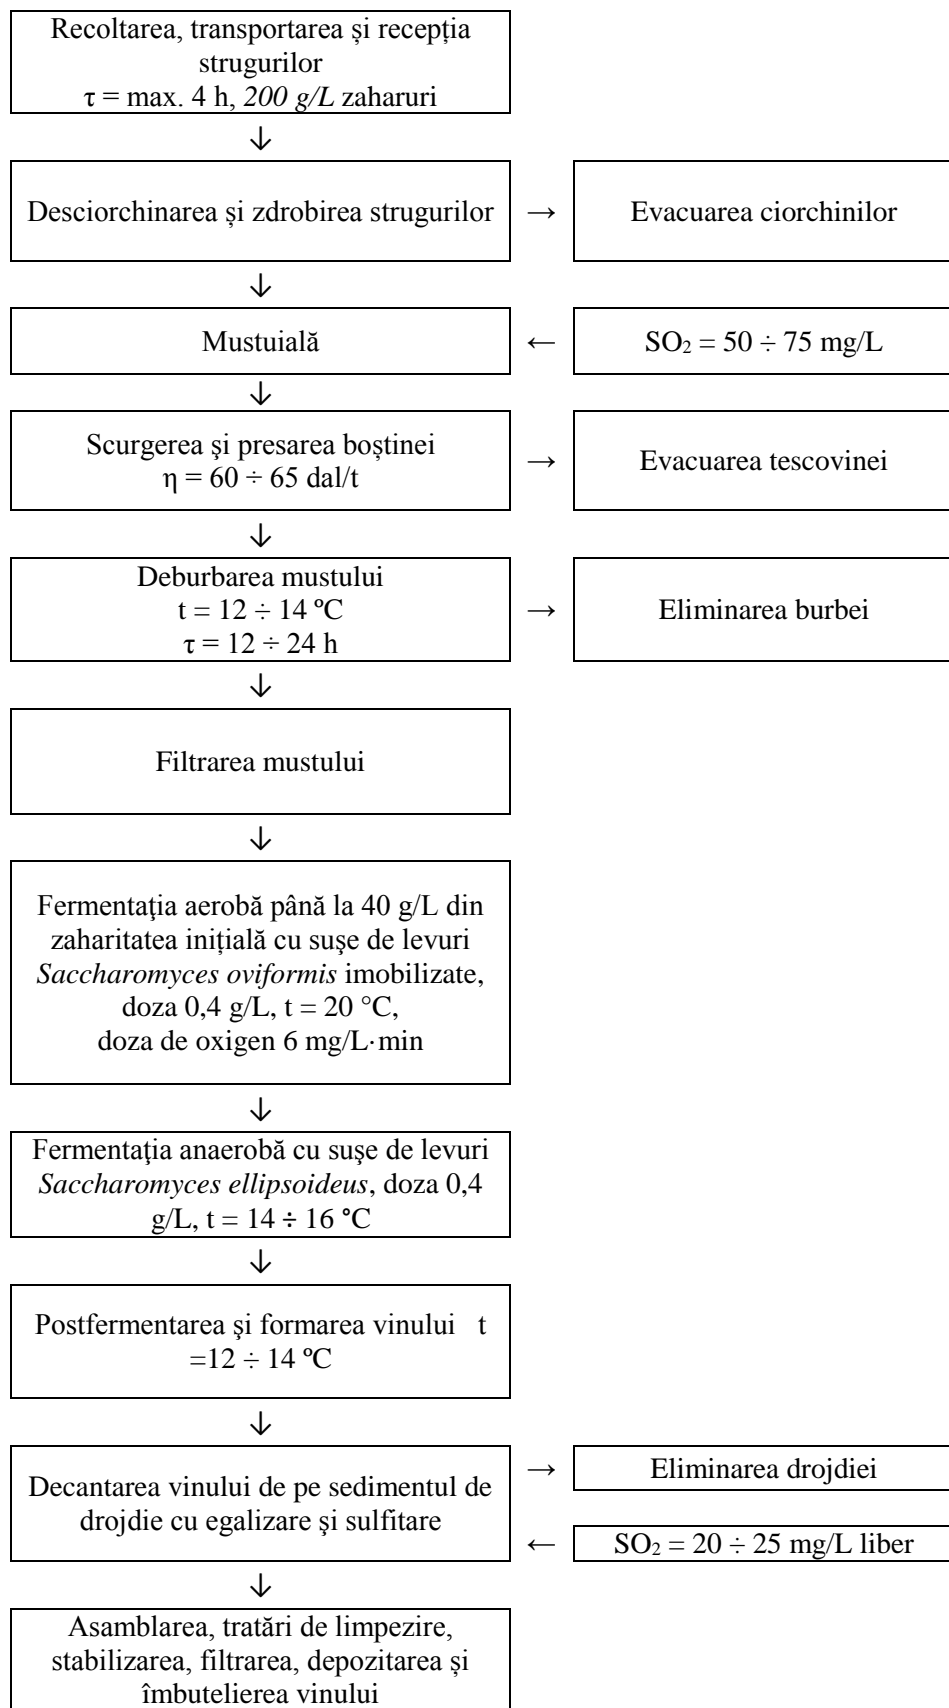 Recoltarea, transportarea și recepția
strugurilor
τ = max. 4 h, 200 g/L zaharuri
↓
Desciorchinarea și zdrobirea strugurilor
→
Evacuarea ciorchinilor
↓
Mustuială
←
SO₂ = 50 ÷ 75 mg/L
↓
Scurgerea şi presarea boștinei
η = 60 ÷ 65 dal/t
→
Evacuarea tescovinei
↓
Deburbarea mustului
t = 12 ÷ 14 ºC
τ = 12 ÷ 24 h
→
Eliminarea burbei
↓
Filtrarea mustului
↓
Fermentaţia aerobă până la 40 g/L din
zaharitatea inițială cu suşe de levuri
Saccharomyces oviformis imobilizate,
doza 0,4 g/L, t = 20 °C,
doza de oxigen 6 mg/L·min
↓
Fermentaţia anaerobă cu suşe de levuri
Saccharomyces ellipsoideus, doza 0,4
g/L, t = 14 ÷ 16 °C
↓
Postfermentarea şi formarea vinului t
=12 ÷ 14 ºC
↓
Decantarea vinului de pe sedimentul de
drojdie cu egalizare şi sulfitare
→
Eliminarea drojdiei
←
SO₂ = 20 ÷ 25 mg/L liber
↓
Asamblarea, tratări de limpezire,
stabilizarea, filtrarea, depozitarea și
îmbutelierea vinului